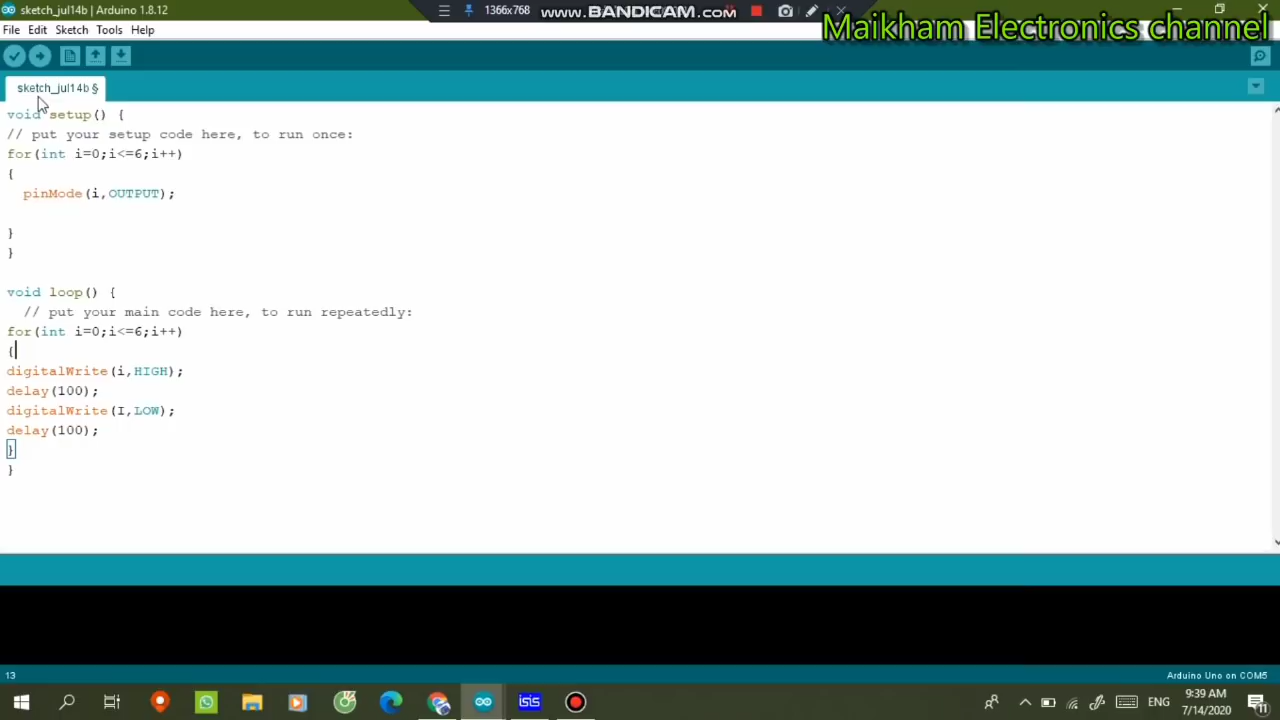 sketch_jul14b | Arduino 1.8.12
1366x768
www.BANDICAM.com
Maikham Electronics channel
File Edit Sketch Tools Help
sketch_jul14b §
void setup() {
// put your setup code here, to run once:
for(int i=0;i<=6;i++)
{
pinMode(i,OUTPUT);
}
}
void loop() {
// put your main code here, to run repeatedly:
for(int i=0;i<=6;i++)
{
digitalWrite(i,HIGH);
delay(100);
digitalWrite(I,LOW);
delay(100);
}
}
13
Arduino Uno on COM5
isis
ENG
9:39 AM
7/14/2020
11